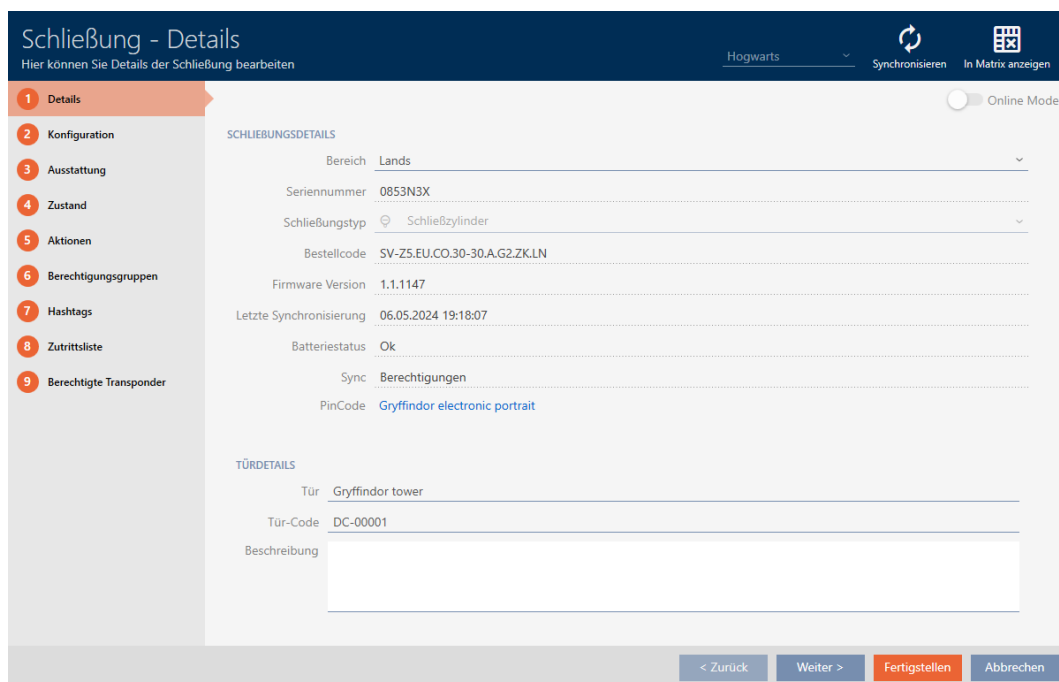 Schließung - Details
Hier können Sie Details der Schließung bearbeiten
Hogwarts
Synchronisieren
In Matrix anzeigen
1 Details
2 Konfiguration
3 Ausstattung
4 Zustand
5 Aktionen
6 Berechtigungsgruppen
7 Hashtags
8 Zutrittsliste
9 Berechtigte Transponder
Online Mode
SCHLIEßUNGSDETAILS
Bereich Lands
Seriennummer 0853N3X
Schließungstyp Schließzylinder
Bestellcode SV-Z5.EU.CO.30-30.A.G2.ZK.LN
Firmware Version 1.1.1147
Letzte Synchronisierung 06.05.2024 19:18:07
Batteriestatus Ok
Sync Berechtigungen
PinCode Gryffindor electronic portrait
TÜRDETAILS
Tür Gryffindor tower
Tür-Code DC-00001
Beschreibung
< Zurück Weiter > Fertigstellen Abbrechen